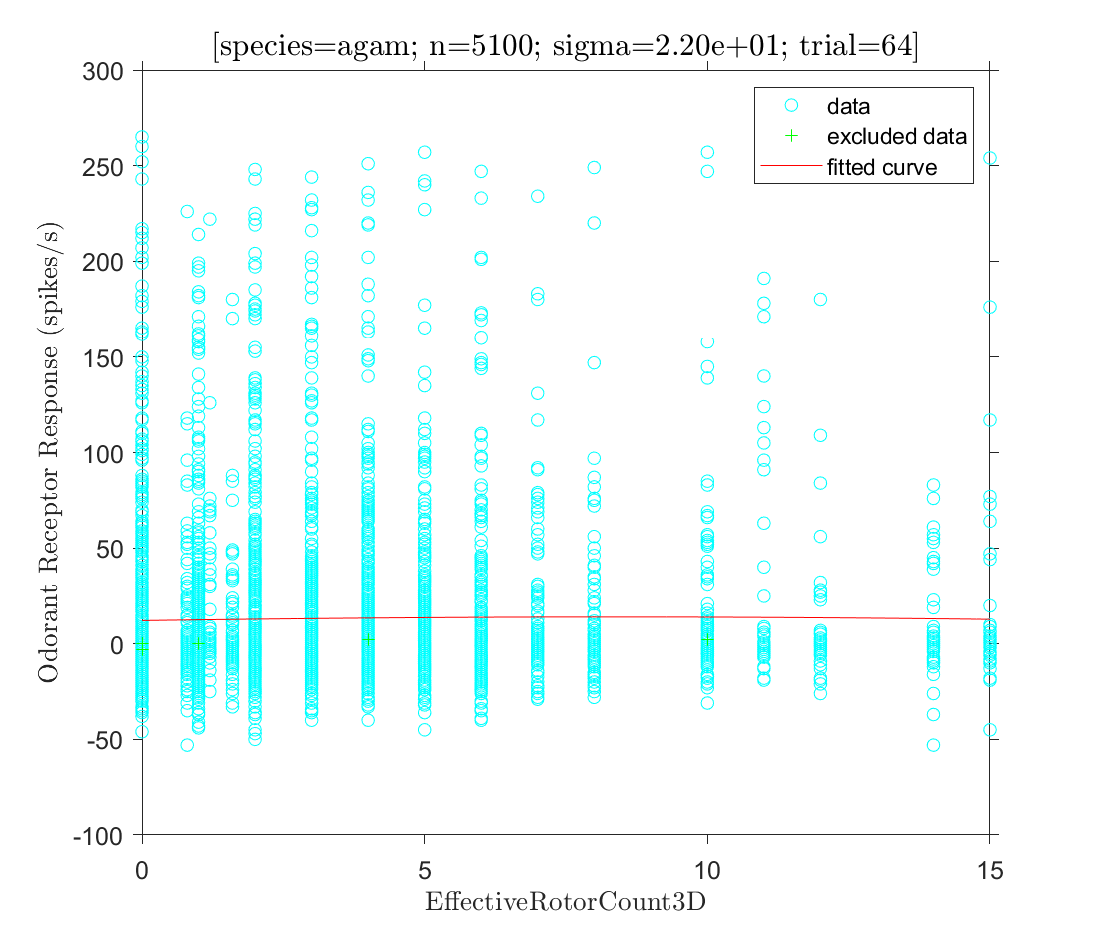 [species=agam; n=5100; sigma=2.20e+01; trial=64]
300
250
200
150
100
50
0
-50
-100
Odorant Receptor Response (spikes/s)
data
excluded data
fitted curve
0
5
10
15
EffectiveRotorCount3D